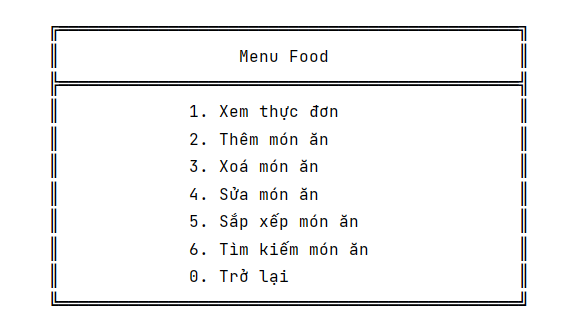 Menu Food
1. Xem thực đơn
2. Thêm món ăn
3. Xoá món ăn
4. Sửa món ăn
5. Sắp xếp món ăn
6. Tìm kiếm món ăn
0. Trở lại